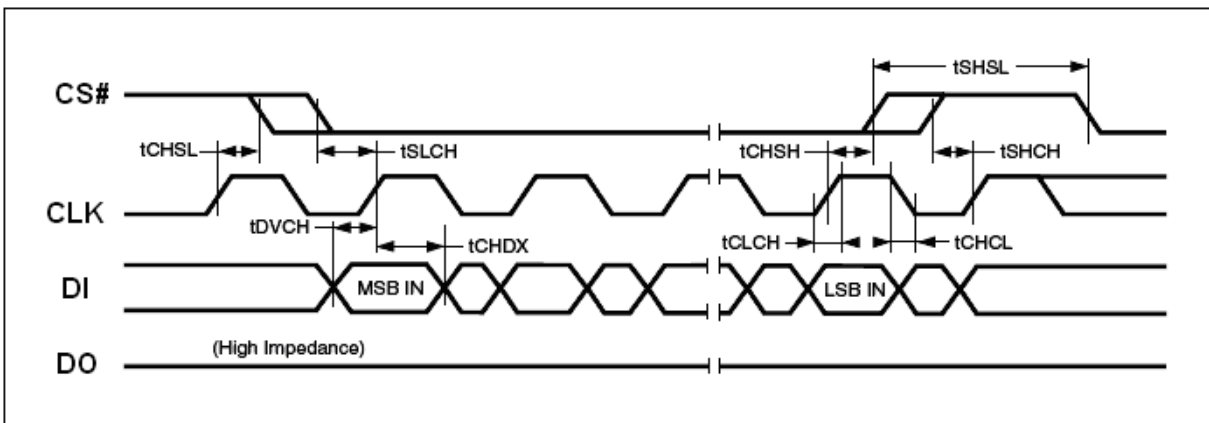 tSHSL
CS#
tCHSL
tSLCH
tCHSH
tSHCH
CLK
tDVCH
tCHDX
tCLCH
tCHCL
DI
MSB IN
LSB IN
(High Impedance)
DO